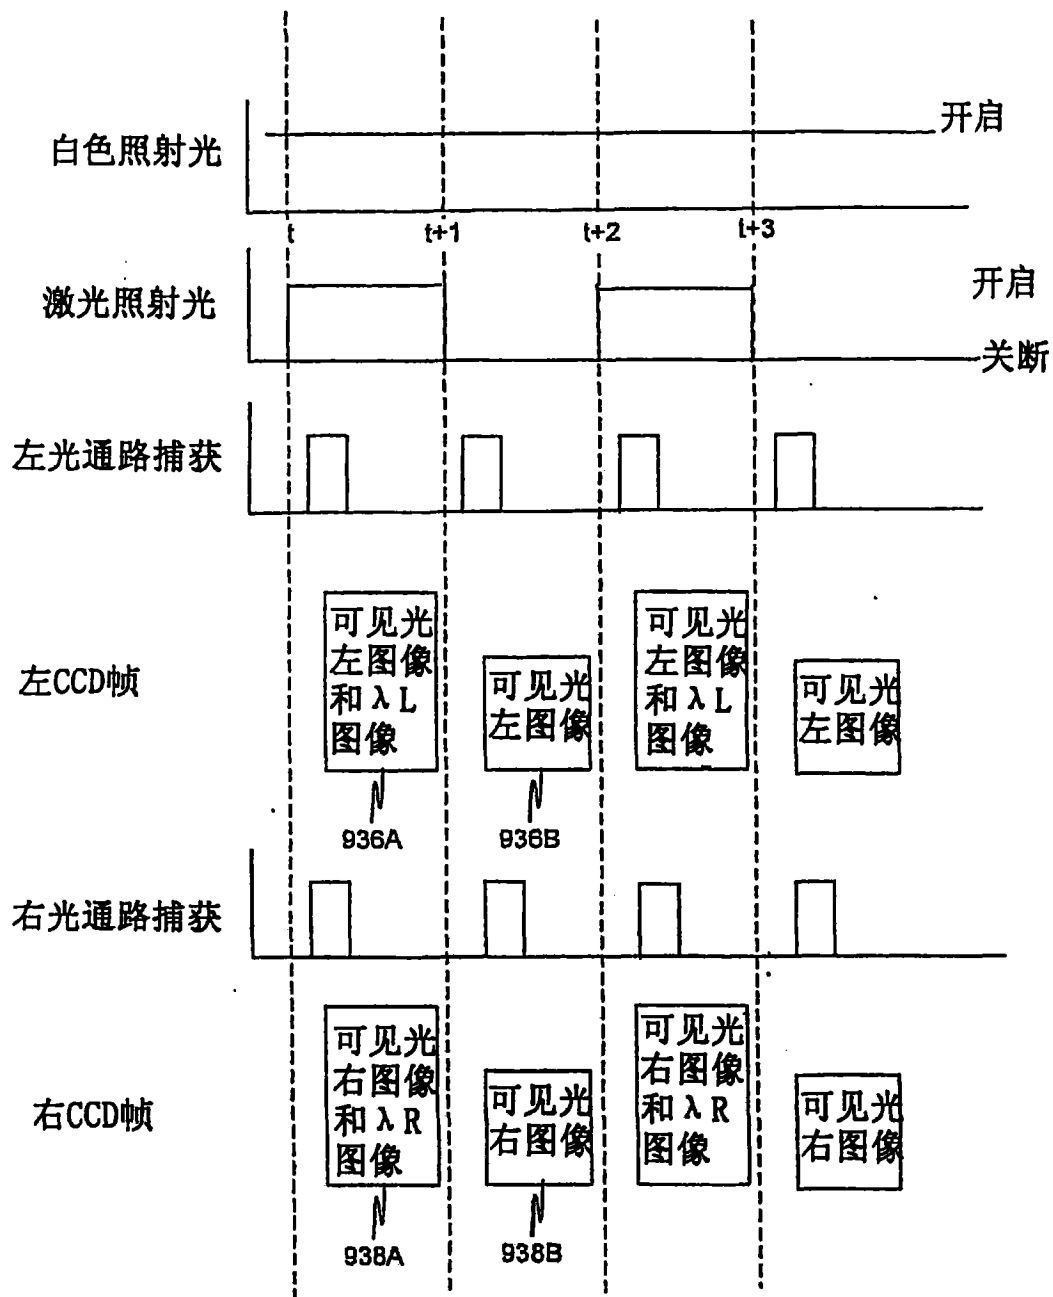 开启
白色照射光
t
t+1
t+2
t+3
激光照射光
开启
关断
左光通路捕获
左CCD帧
可见光
左图像
和λL
图像
可见光
左图像
可见光
左图像
和λL
图像
可见光
左图像
936A
936B
右光通路捕获
右CCD帧
可见光
右图像
和λR
图像
可见光
右图像
可见光
右图像
和λR
图像
可见光
右图像
938A
938B